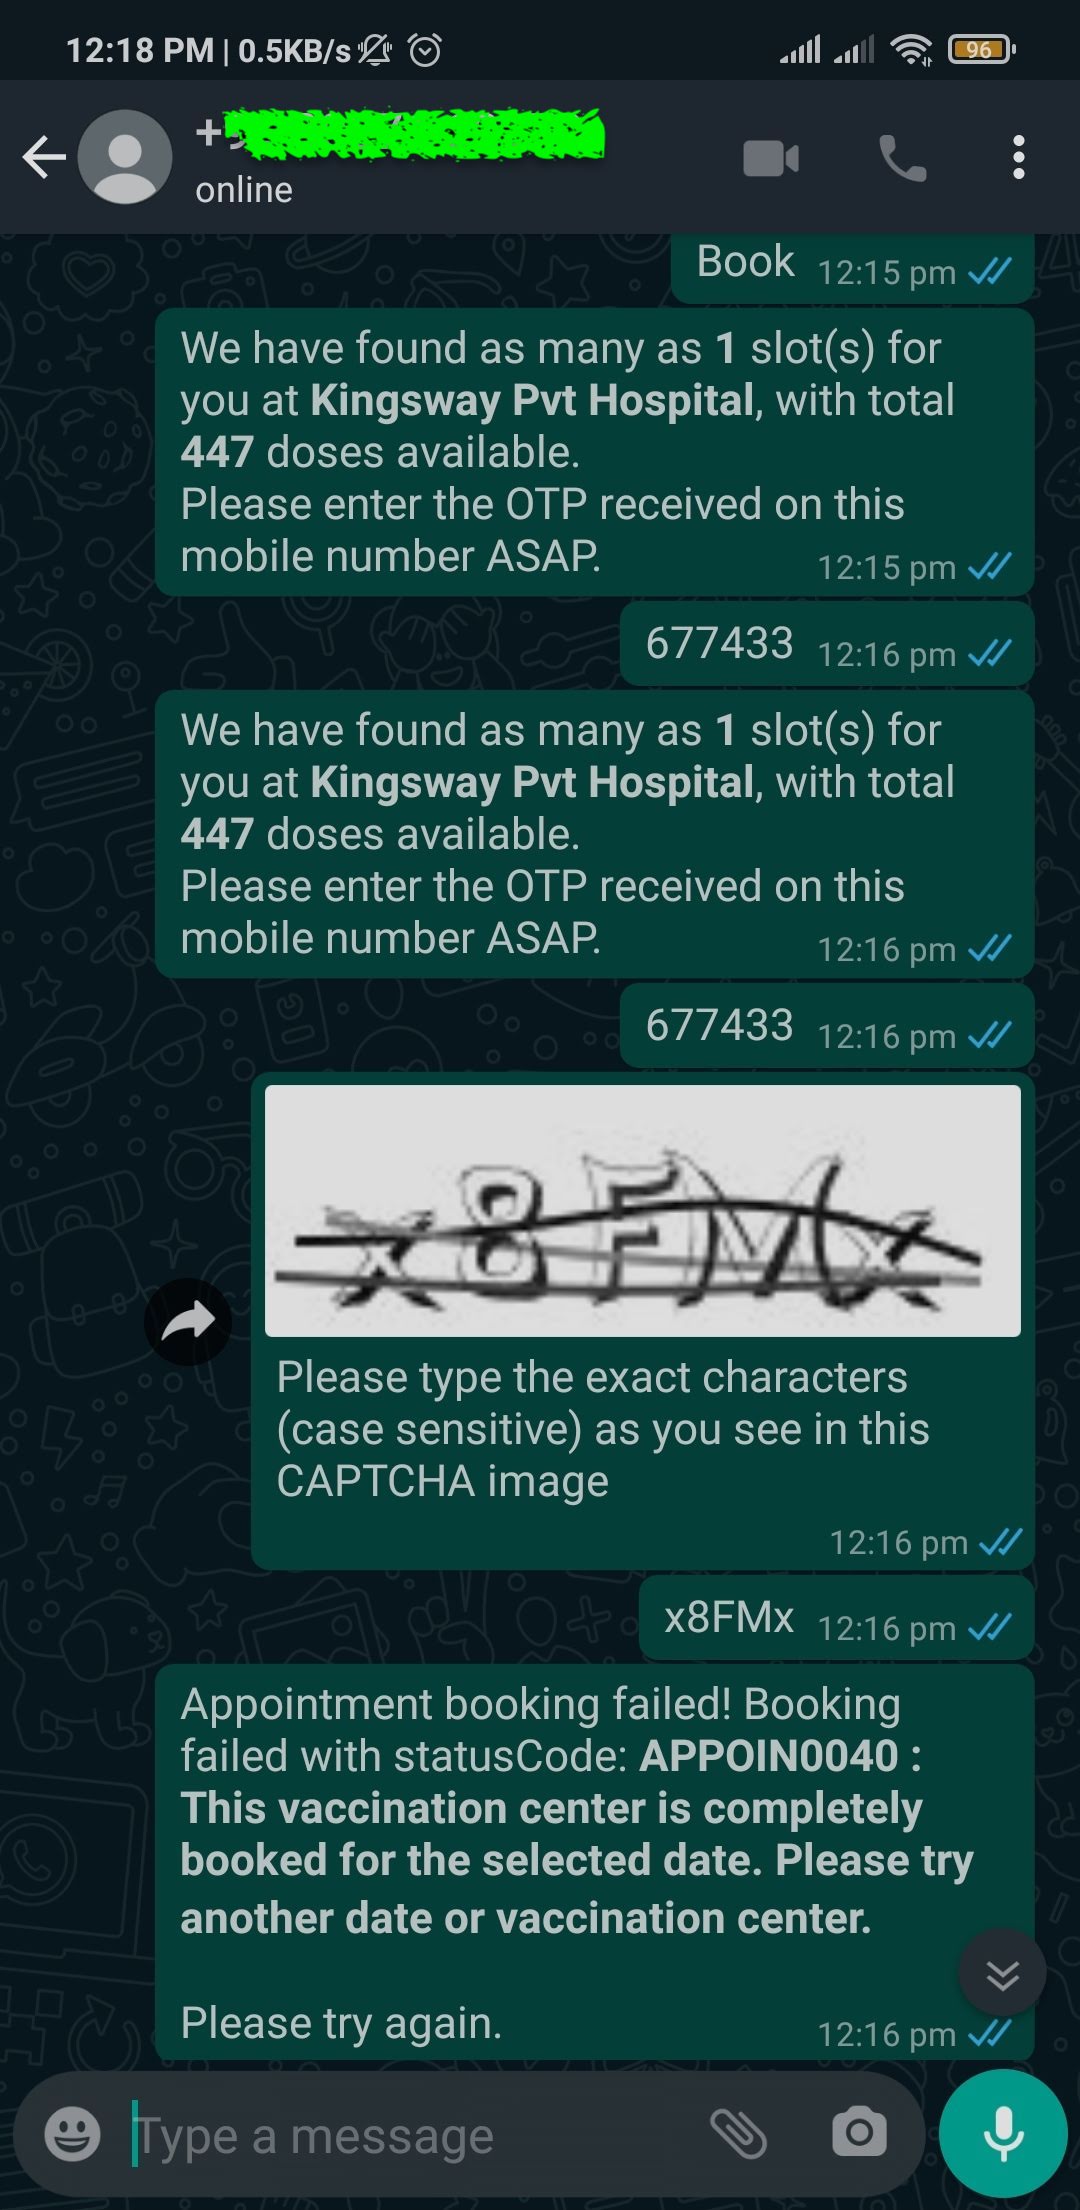 12:18 PM | 0.5KB/s
96
+
online
Book 12:15 pm
We have found as many as 1 slot(s) for
you at Kingsway Pvt Hospital, with total
447 doses available.
Please enter the OTP received on this
mobile number ASAP. 12:15 pm
677433 12:16 pm
We have found as many as 1 slot(s) for
you at Kingsway Pvt Hospital, with total
447 doses available.
Please enter the OTP received on this
mobile number ASAP. 12:16 pm
677433 12:16 pm
x8FMx
Please type the exact characters
(case sensitive) as you see in this
CAPTCHA image
12:16 pm
x8FMx 12:16 pm
Appointment booking failed! Booking
failed with statusCode: APPOIN0040 :
This vaccination center is completely
booked for the selected date. Please try
another date or vaccination center.
Please try again. 12:16 pm
Type a message